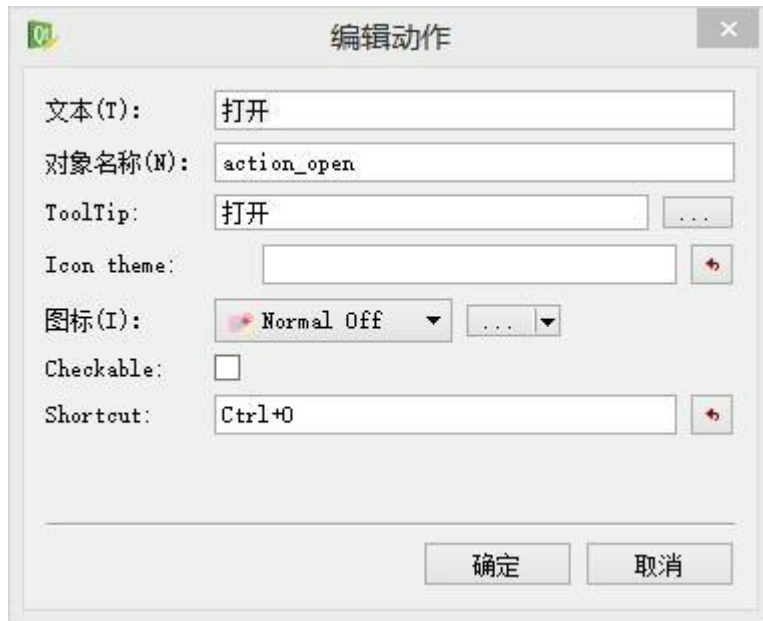 编辑动作
文本(T): 打开
对象名称(N): action_open
ToolTip: 打开 ...
Icon theme:
图标(I): Normal Off ...
Checkable:
Shortcut: Ctrl+O
确定 取消